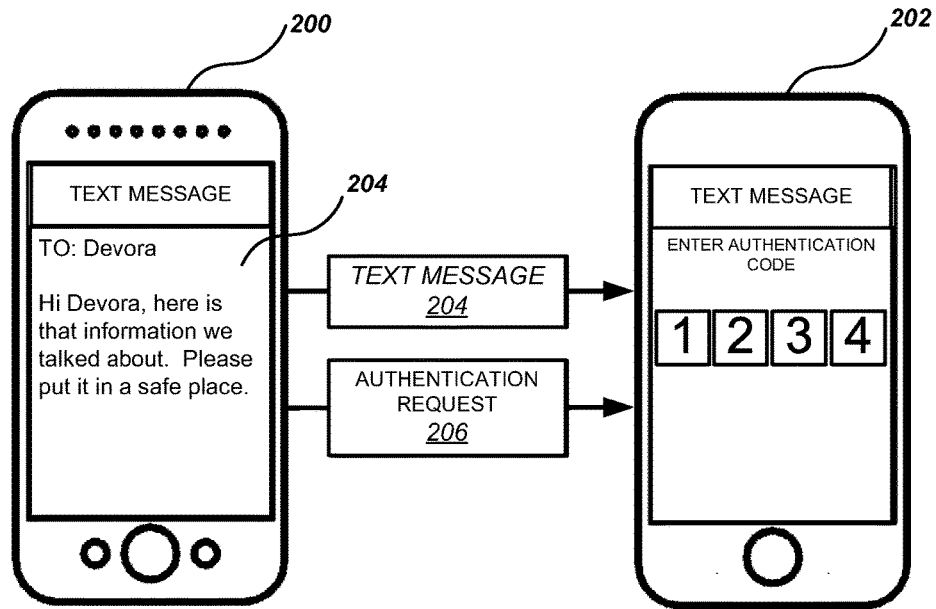 200
202
TEXT MESSAGE
204
TO: Devora
Hi Devora, here is
that information we
talked about.  Please
put it in a safe place.
TEXT MESSAGE
204
AUTHENTICATION
REQUEST
206
TEXT MESSAGE
ENTER AUTHENTICATION
CODE
1 2 3 4